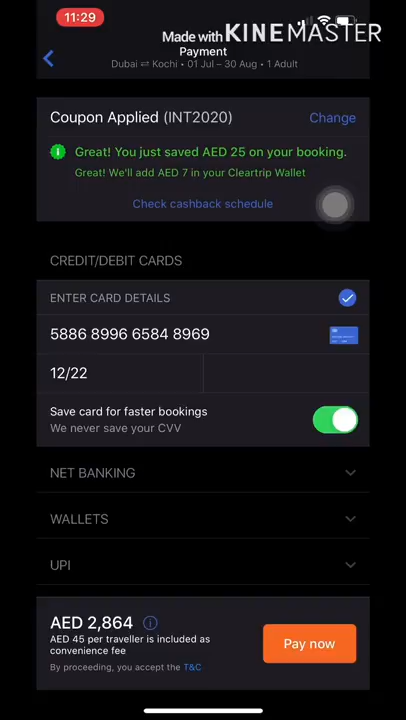 11:29
Made with KINEMASTER
Payment
Dubai ⇌ Kochi • 01 Jul – 30 Aug • 1 Adult
Coupon Applied (INT2020)
Change
Great! You just saved AED 25 on your booking.
Great! We'll add AED 7 in your Cleartrip Wallet
Check cashback schedule
CREDIT/DEBIT CARDS
ENTER CARD DETAILS
5886 8996 6584 8969
12/22
Save card for faster bookings
We never save your CVV
NET BANKING
WALLETS
UPI
AED 2,864
AED 45 per traveller is included as
convenience fee
By proceeding, you accept the T&C
Pay now